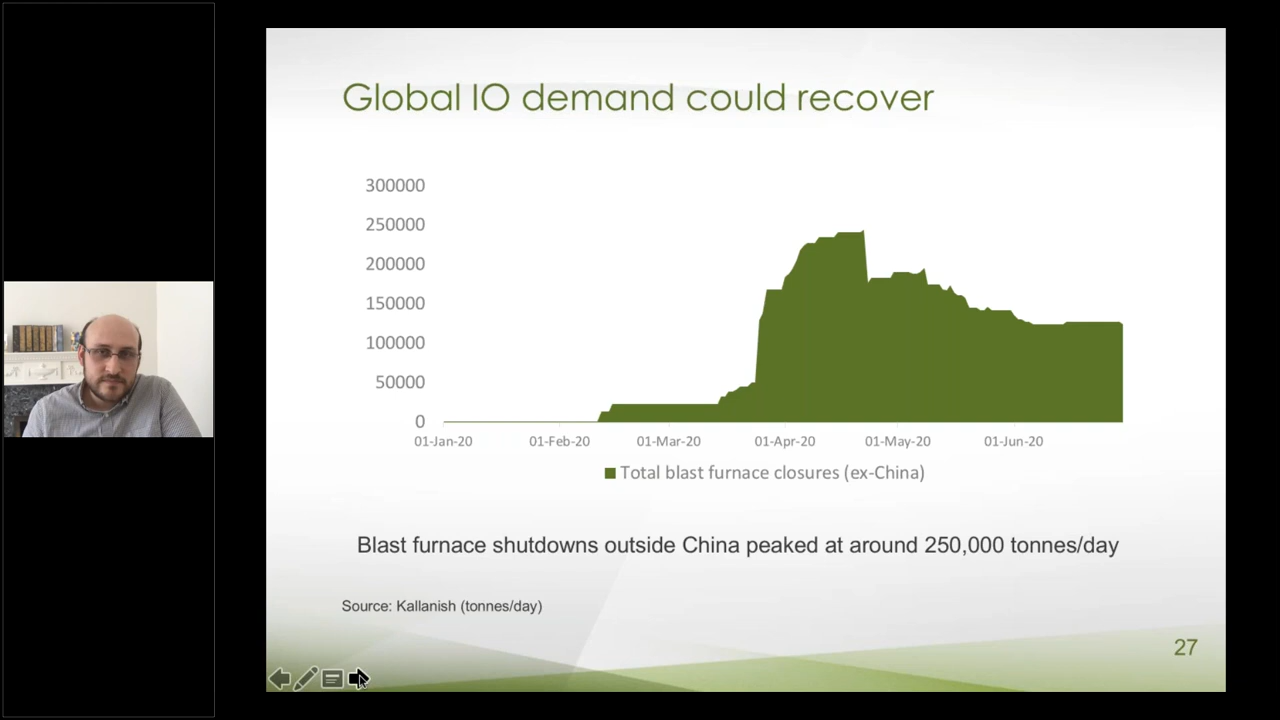 Global IO demand could recover
300000
250000
200000
150000
100000
50000
0
01-Jan-20 01-Feb-20 01-Mar-20 01-Apr-20 01-May-20 01-Jun-20
Total blast furnace closures (ex-China)
Blast furnace shutdowns outside China peaked at around 250,000 tonnes/day
Source: Kallanish (tonnes/day)
27